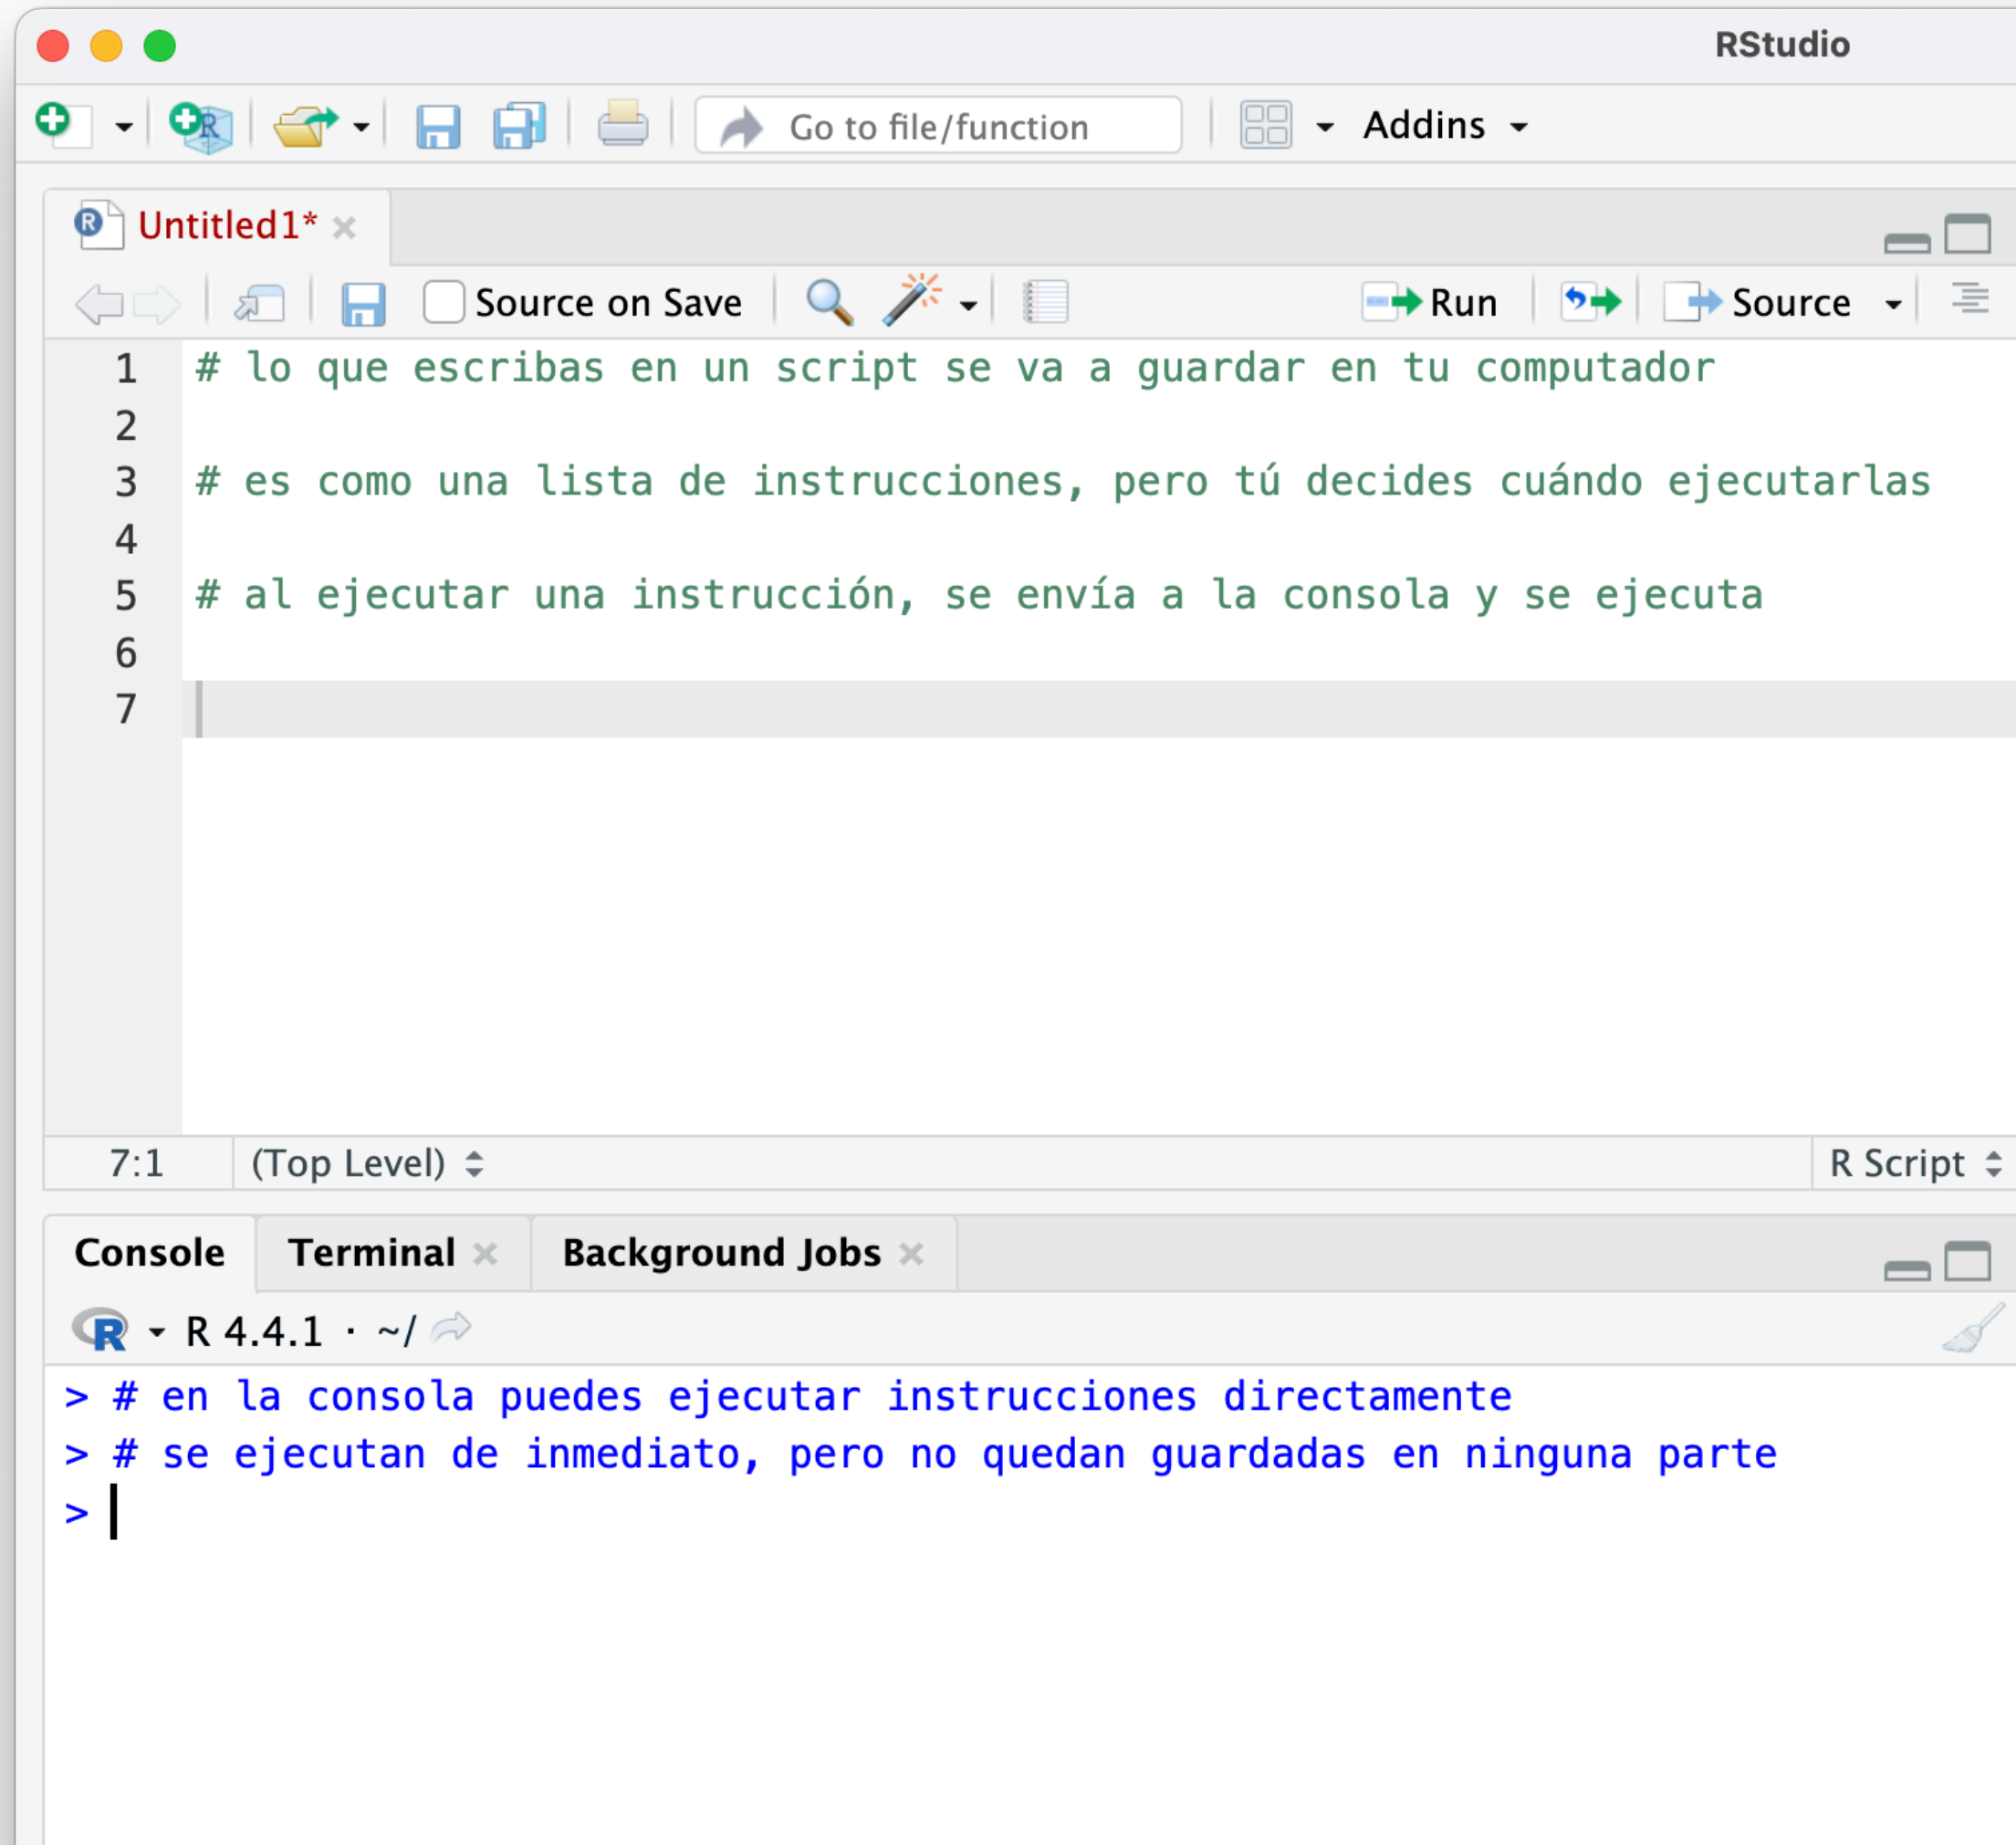 RStudio
Go to file/function
Addins
Untitled1*
Source on Save
Run
Source
1 # lo que escribas en un script se va a guardar en tu computador
2
3 # es como una lista de instrucciones, pero tú decides cuándo ejecutarlas
4
5 # al ejecutar una instrucción, se envía a la consola y se ejecuta
6
7
7:1 (Top Level) R Script
Console Terminal Background Jobs
R 4.4.1 · ~/
> # en la consola puedes ejecutar instrucciones directamente
> # se ejecutan de inmediato, pero no quedan guardadas en ninguna parte
>